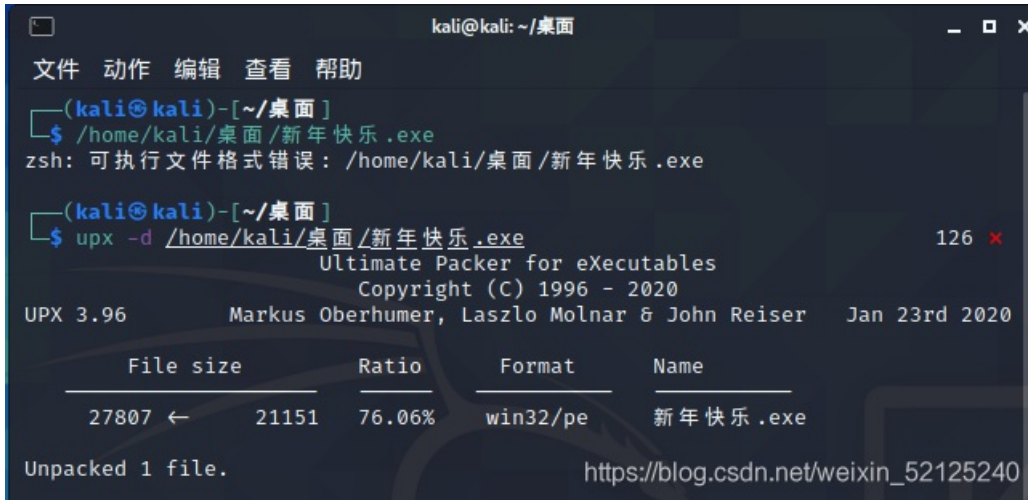 kali@kali: ~/桌面
文件 动作 编辑 查看 帮助
(kali㉿kali)-[~/桌面]
$ /home/kali/桌面/新年快乐.exe
zsh: 可执行文件格式错误: /home/kali/桌面/新年快乐.exe
(kali㉿kali)-[~/桌面]
$ upx -d /home/kali/桌面/新年快乐.exe 126 ×
Ultimate Packer for eXecutables
Copyright (C) 1996 - 2020
UPX 3.96 Markus Oberhumer, Laszlo Molnar & John Reiser Jan 23rd 2020
File size Ratio Format Name
27807 ← 21151 76.06% win32/pe 新年快乐.exe
Unpacked 1 file.
https://blog.csdn.net/weixin_52125240